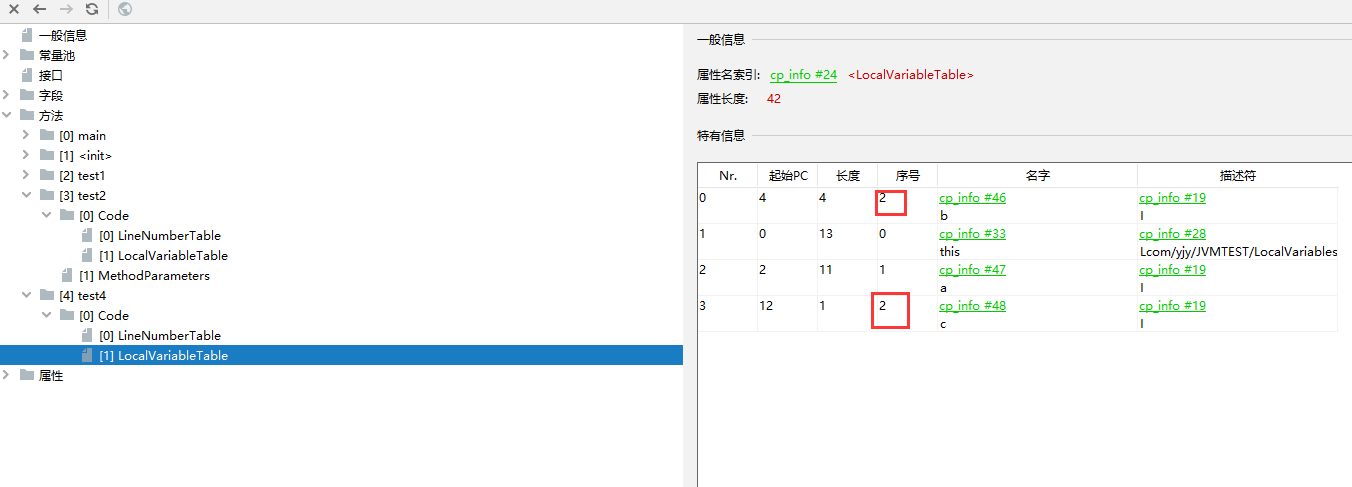 一般信息
常量池
接口
字段
方法
[0] main
[1] <init>
[2] test1
[3] test2
[0] Code
[0] LineNumberTable
[1] LocalVariableTable
[1] MethodParameters
[4] test4
[0] Code
[0] LineNumberTable
[1] LocalVariableTable
属性
一般信息
属性名索引: cp_info #24 <LocalVariableTable>
属性长度: 42
特有信息
Nr. 起始PC 长度 序号 名字 描述符
0 4 4 2 cp_info #46 cp_info #19
b I
1 0 13 0 cp_info #33 cp_info #28
this Lcom/yjy/JVMTEST/LocalVariables
2 2 11 1 cp_info #47 cp_info #19
a I
3 12 1 2 cp_info #48 cp_info #19
c I